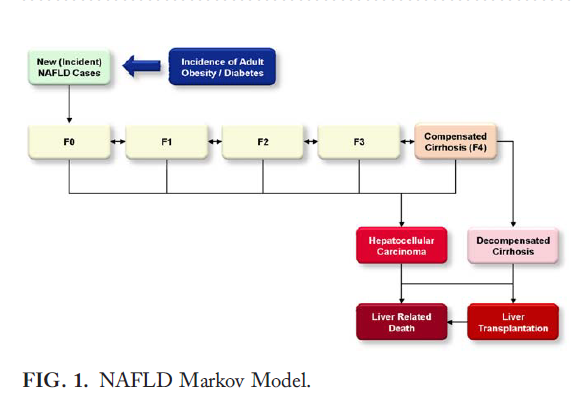 New (Incident)
NAFLD Cases
Incidence of Adult
Obesity / Diabetes
F0
F1
F2
F3
Compensated
Cirrhosis (F4)
Hepatocellular
Carcinoma
Decompensated
Cirrhosis
Liver Related
Death
Liver
Transplantation
FIG. 1. NAFLD Markov Model.